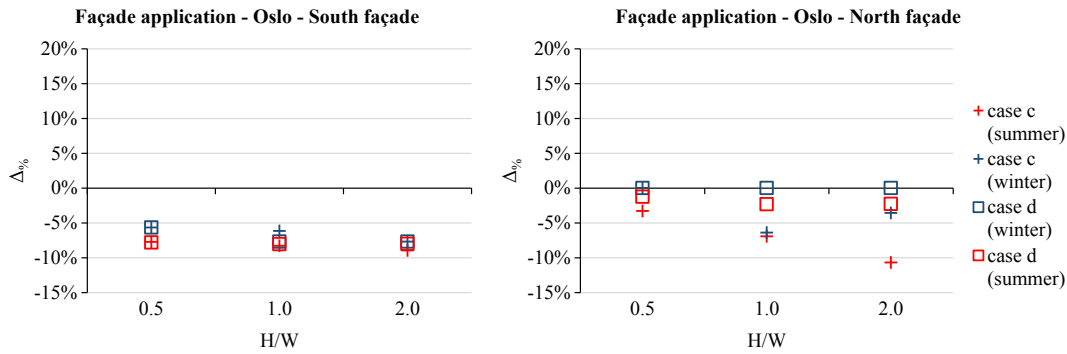 Façade application - Oslo - South façade
20%
15%
10%
5%
0%
-5%
-10%
-15%
Δ%
0.5 1.0 2.0
H/W
Façade application - Oslo - North façade
20%
15%
10%
5%
0%
-5%
-10%
-15%
Δ%
0.5 1.0 2.0
H/W
case c
(summer)
case c
(winter)
case d
(winter)
case d
(summer)